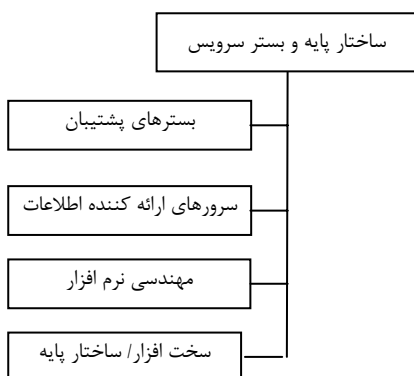 ساختار پایه و بستر سرویس
بسترهای پشتیبان
سرورهای ارائه کننده اطلاعات
مهندسی نرم افزار
سخت افزار/ ساختار پایه